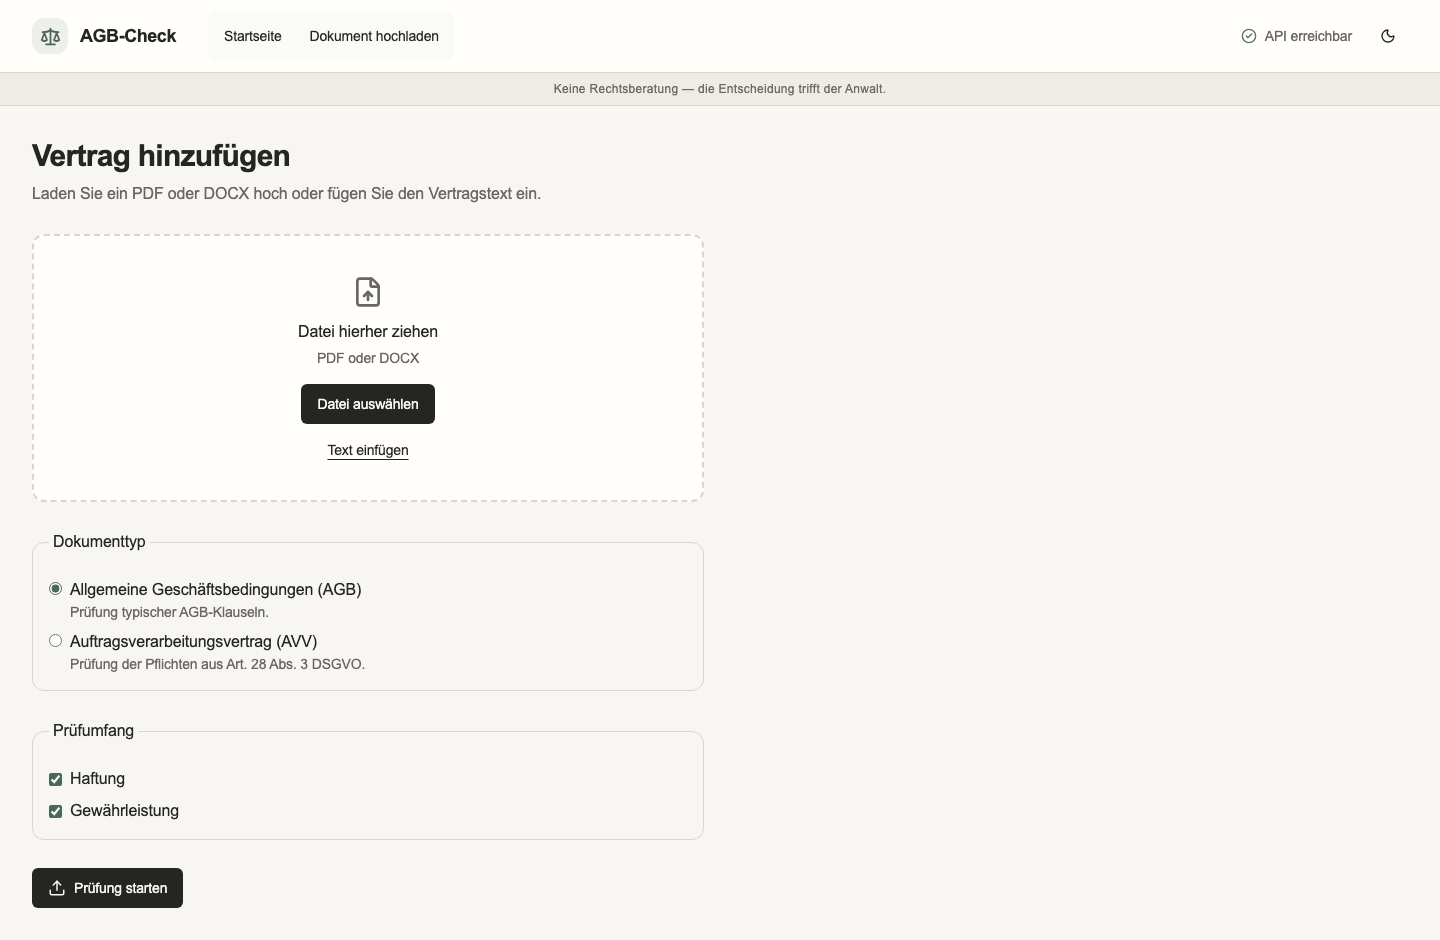 AGB-Check
Startseite
Dokument hochladen
API erreichbar
Keine Rechtsberatung — die Entscheidung trifft der Anwalt.
Vertrag hinzufügen
Laden Sie ein PDF oder DOCX hoch oder fügen Sie den Vertragstext ein.
Datei hierher ziehen
PDF oder DOCX
Datei auswählen
Text einfügen
Dokumenttyp
Allgemeine Geschäftsbedingungen (AGB)
Prüfung typischer AGB-Klauseln.
Auftragsverarbeitungsvertrag (AVV)
Prüfung der Pflichten aus Art. 28 Abs. 3 DSGVO.
Prüfumfang
Haftung
Gewährleistung
Prüfung starten